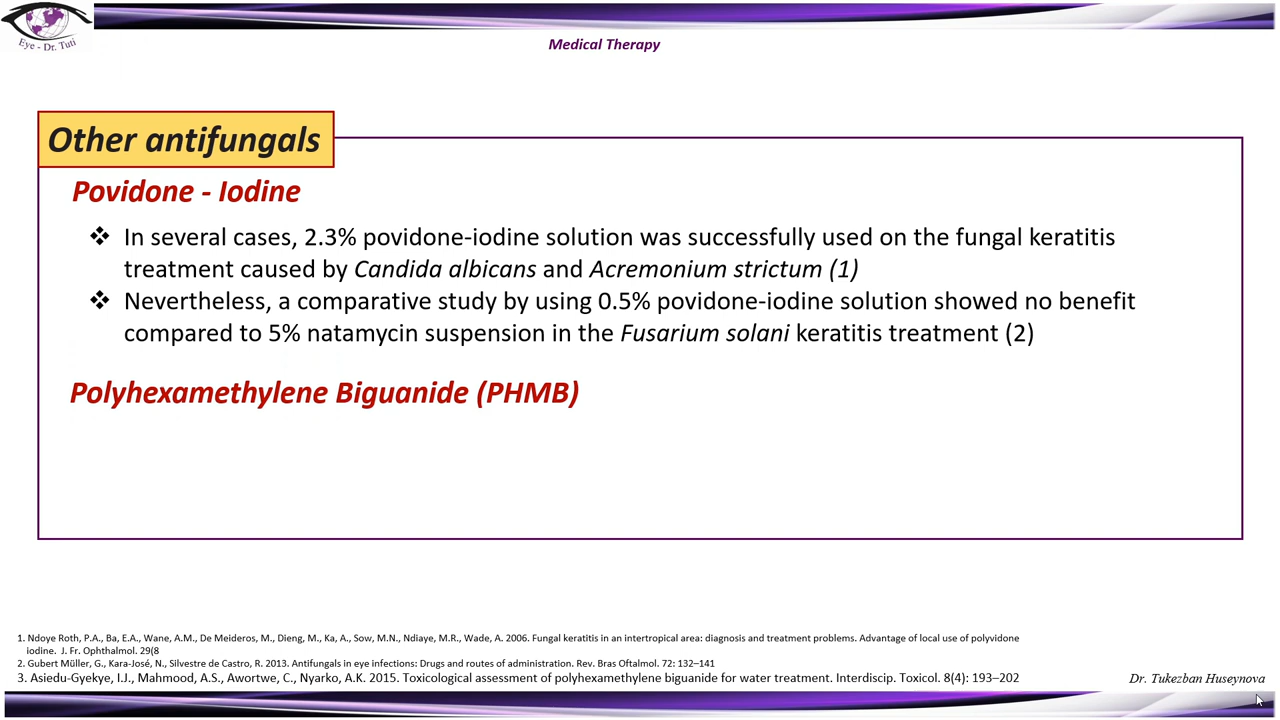 Eye - Dr. Tuti
Medical Therapy
Other antifungals
Povidone - Iodine
❖ In several cases, 2.3% povidone-iodine solution was successfully used on the fungal keratitis
treatment caused by Candida albicans and Acremonium strictum (1)
❖ Nevertheless, a comparative study by using 0.5% povidone-iodine solution showed no benefit
compared to 5% natamycin suspension in the Fusarium solani keratitis treatment (2)
Polyhexamethylene Biguanide (PHMB)
1. Ndoye Roth, P.A., Ba, E.A., Wane, A.M., De Meideros, M., Dieng, M., Ka, A., Sow, M.N., Ndiaye, M.R., Wade, A. 2006. Fungal keratitis in an intertropical area: diagnosis and treatment problems. Advantage of local use of polyvidone
iodine. J. Fr. Ophthalmol. 29(8
2. Gubert Müller, G., Kara-José, N., Silvestre de Castro, R. 2013. Antifungals in eye infections: Drugs and routes of administration. Rev. Bras Oftalmol. 72: 132–141
3. Asiedu-Gyekye, I.J., Mahmood, A.S., Awortwe, C., Nyarko, A.K. 2015. Toxicological assessment of polyhexamethylene biguanide for water treatment. Interdiscip. Toxicol. 8(4): 193–202
Dr. Tukezban Huseynova